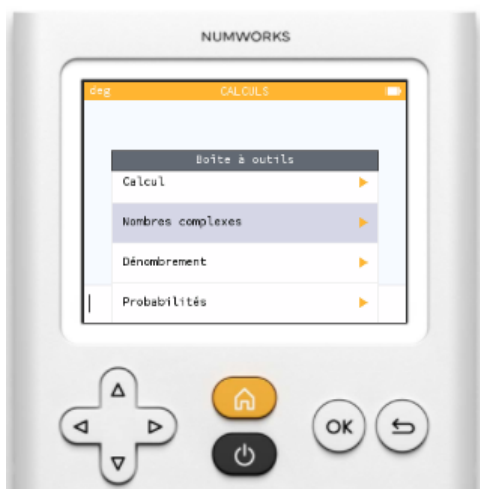 NUMWORKS
deg
CALCULS
Boîte à outils
Calcul
Nombres complexes
Dénombrement
Probabilités
OK